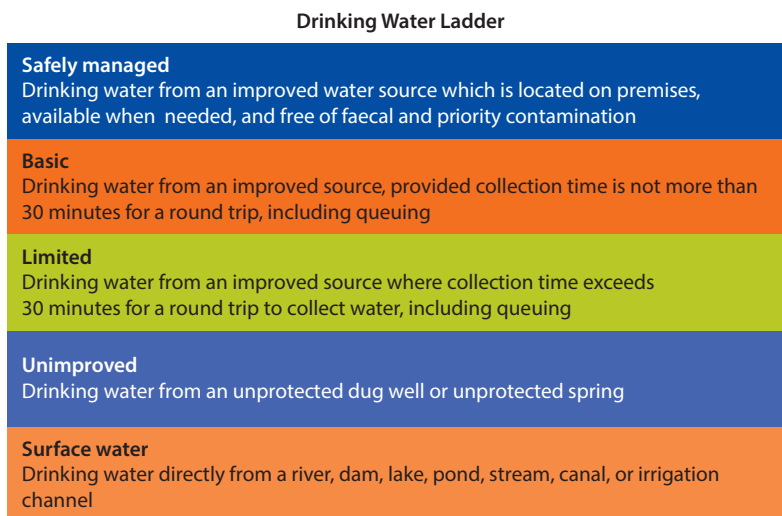 Drinking Water Ladder
Safely managed
Drinking water from an improved water source which is located on premises,
available when needed, and free of faecal and priority contamination
Basic
Drinking water from an improved source, provided collection time is not more than
30 minutes for a round trip, including queuing
Limited
Drinking water from an improved source where collection time exceeds
30 minutes for a round trip to collect water, including queuing
Unimproved
Drinking water from an unprotected dug well or unprotected spring
Surface water
Drinking water directly from a river, dam, lake, pond, stream, canal, or irrigation
channel